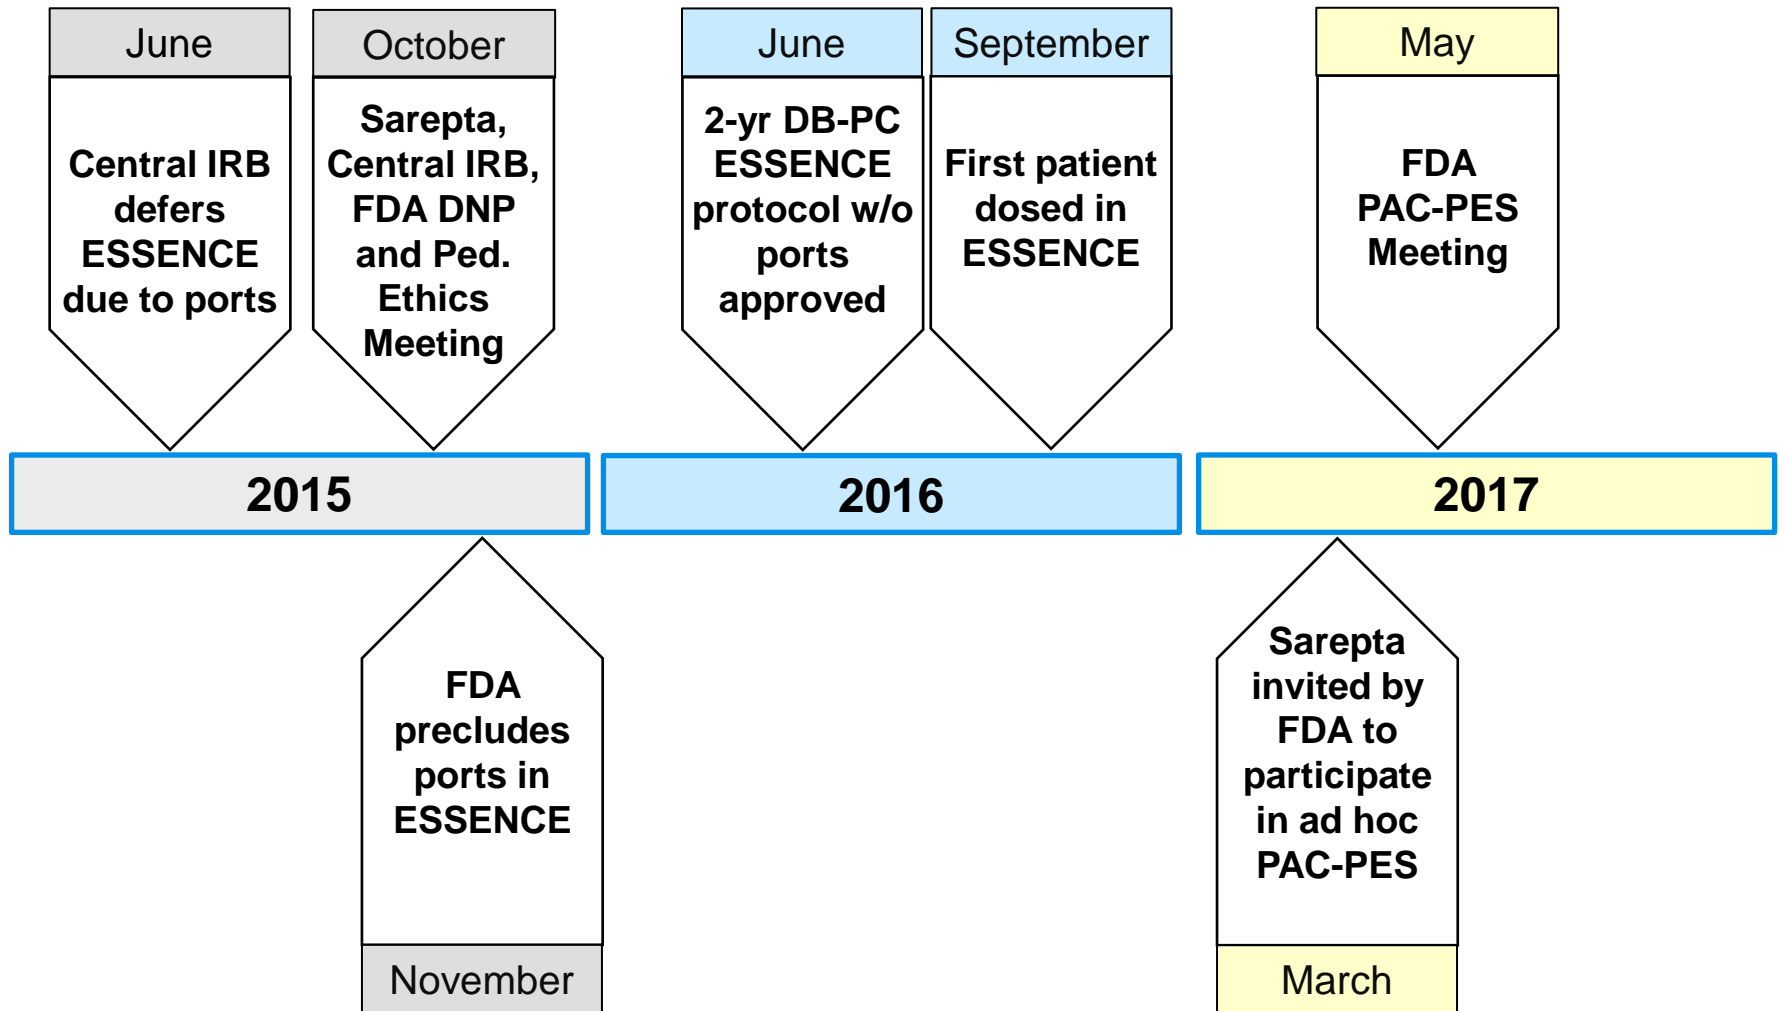 June
Central IRB
defers
ESSENCE
due to ports
October
Sarepta,
Central IRB,
FDA DNP
and Ped.
Ethics
Meeting
June
2-yr DB-PC
ESSENCE
protocol w/o
ports
approved
September
First patient
dosed in
ESSENCE
May
FDA
PAC-PES
Meeting
2015
2016
2017
FDA
precludes
ports in
ESSENCE
November
Sarepta
invited by
FDA to
participate
in ad hoc
PAC-PES
March